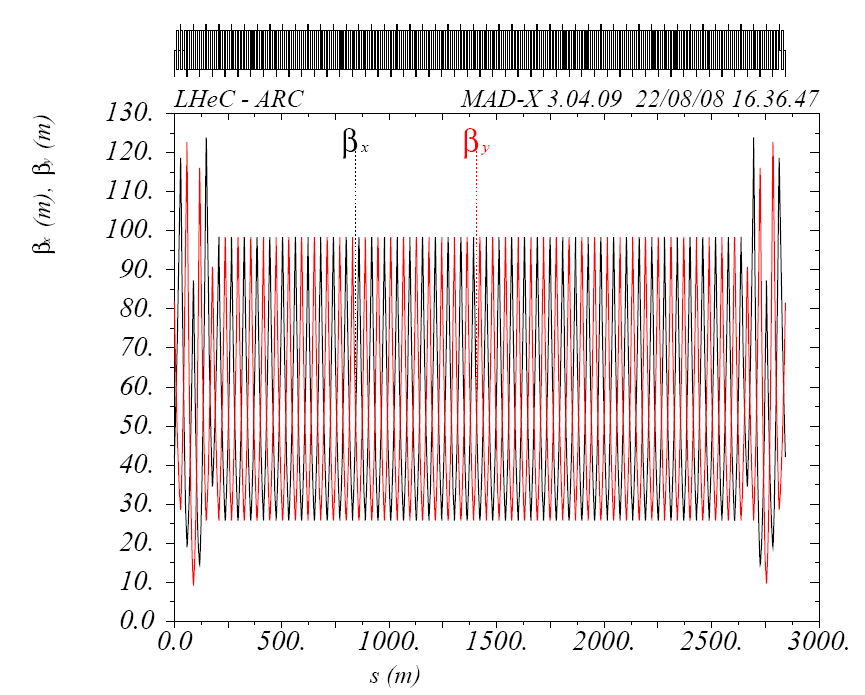 LHeC - ARC MAD-X 3.04.09 22/08/08 16.36.47
130.
120.
110.
100.
90.
80.
70.
60.
50.
40.
30.
20.
10.
0.0
βx (m), βy (m)
βx
βy
0.0 500. 1000. 1500. 2000. 2500. 3000.
s (m)